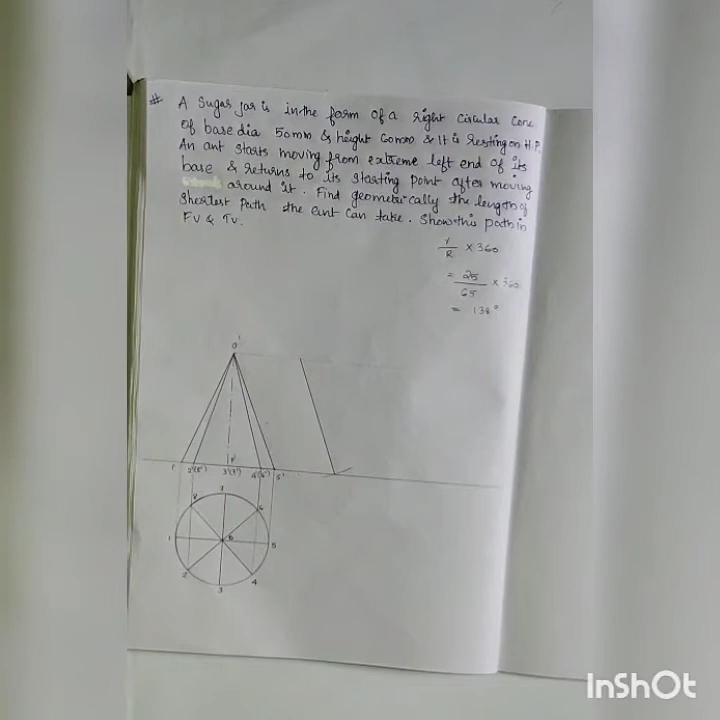 # A Sugar jar is in the form of a right circular cone
of base dia 50mm & height 60mm & It is Resting on H.P.
An ant starts moving from extreme left end of its
base & returns to its starting point after moving
around it. Find geometrically the length of
shortest path the ant can take. Show this path in
FV & TV.
r/R × 360
= 25/65 × 360
= 138°
o'
1' 2'(8') 3'(7') 4'(6') 5'
7
8 6
1 5
2 4
3
InShOt